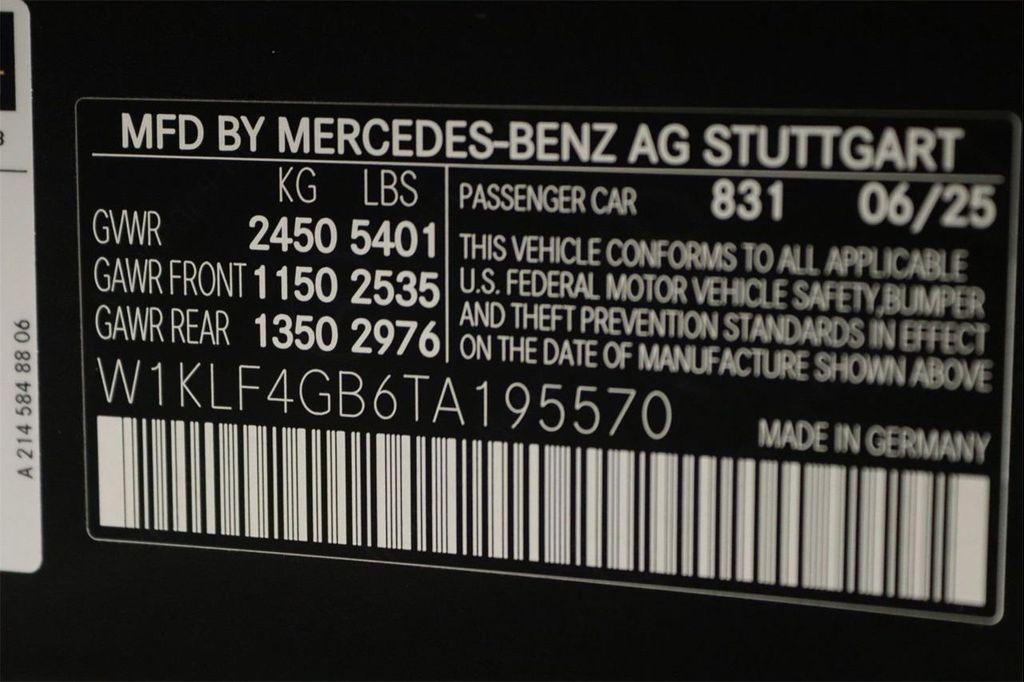 MFD BY MERCEDES-BENZ AG STUTTGART
KG LBS
GVWR 2450 5401
GAWR FRONT 1150 2535
GAWR REAR 1350 2976
PASSENGER CAR 831 06/25
THIS VEHICLE CONFORMS TO ALL APPLICABLE
U.S. FEDERAL MOTOR VEHICLE SAFETY,BUMPER
AND THEFT PREVENTION STANDARDS IN EFFECT
ON THE DATE OF MANUFACTURE SHOWN ABOVE
W1KLF4GB6TA195570
MADE IN GERMANY
A 214 584 88 06